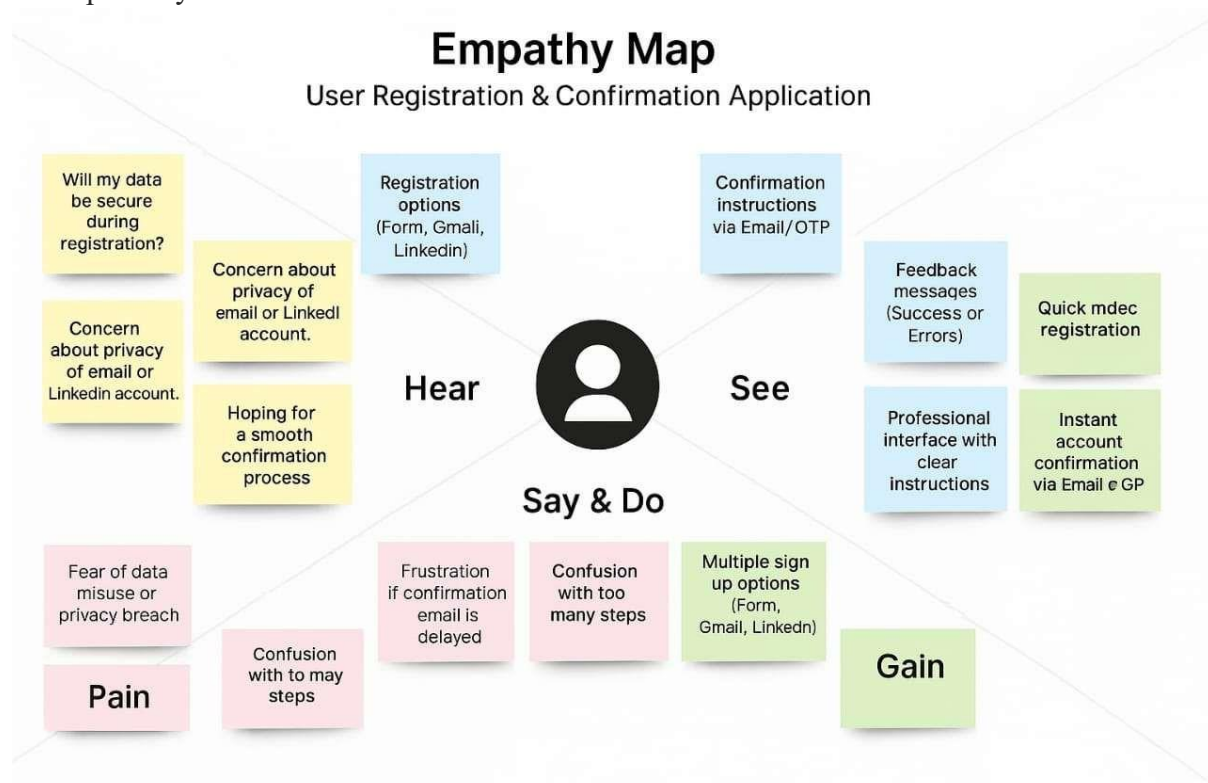 Empathy Map
User Registration & Confirmation Application
Will my data
be secure
during
registration?
Concern about
privacy of
email or Linkedl
account.
Concern
about privacy
of email or
Linkedin account.
Hoping for
a smooth
confirmation
process
Registration
options
(Form, Gmali,
Linkedin)
Confirmation
instructions
via Email/OTP
Feedback
messages
(Success or
Errors)
Quick mdec
registration
Hear
See
Professional
interface with
clear
instructions
Instant
account
confirmation
via Email e GP
Say & Do
Fear of data
misuse or
privacy breach
Pain
Confusion
with to may
steps
Frustration
if confirmation
email is
delayed
Confusion
with too
many steps
Multiple sign
up options
(Form,
Gmail, Linkedn)
Gain